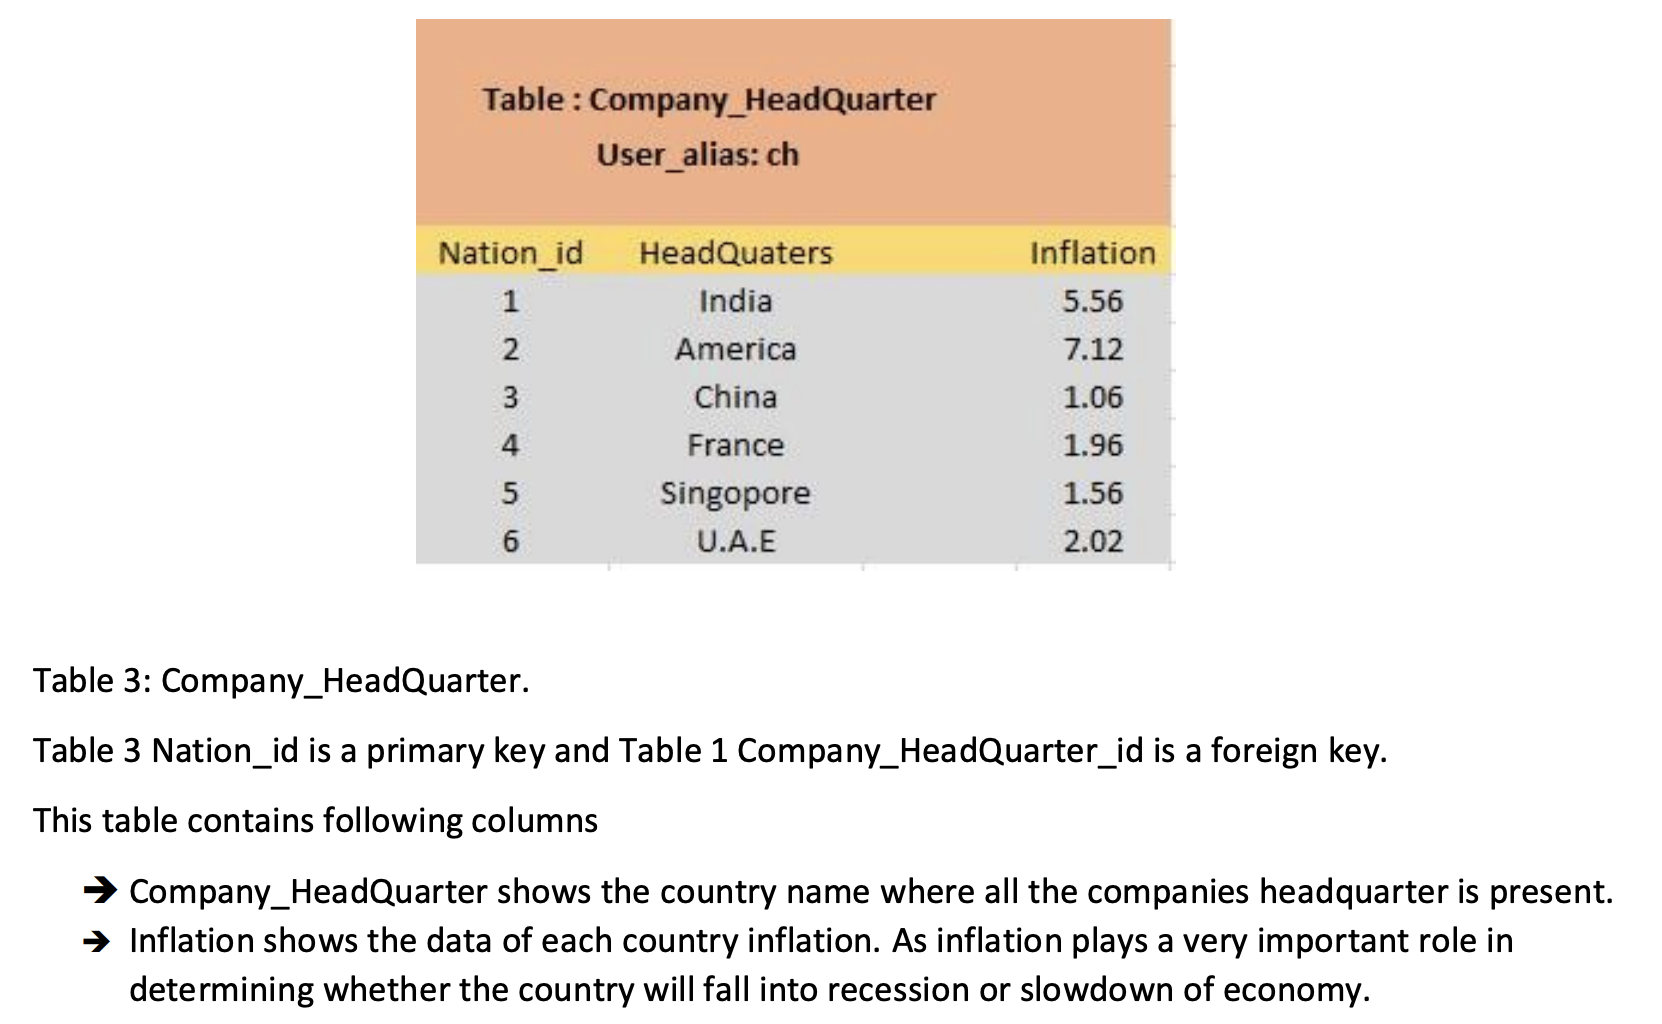 Table : Company_HeadQuarter
User_alias: ch
Nation_id HeadQuaters Inflation
1 India 5.56
2 America 7.12
3 China 1.06
4 France 1.96
5 Singopore 1.56
6 U.A.E 2.02
Table 3: Company_HeadQuarter.
Table 3 Nation_id is a primary key and Table 1 Company_HeadQuarter_id is a foreign key.
This table contains following columns
➔ Company_HeadQuarter shows the country name where all the companies headquarter is present.
➔ Inflation shows the data of each country inflation. As inflation plays a very important role in
determining whether the country will fall into recession or slowdown of economy.